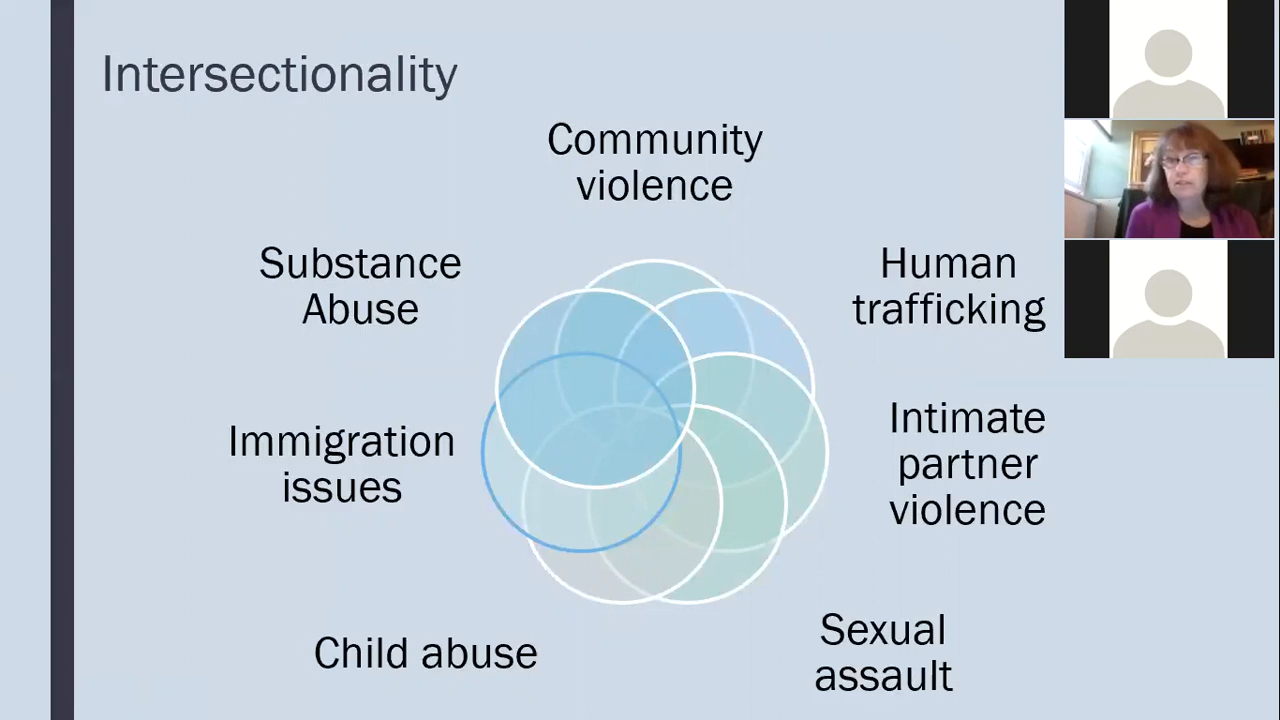 Intersectionality
Community
violence
Substance
Abuse
Human
trafficking
Immigration
issues
Intimate
partner
violence
Child abuse
Sexual
assault